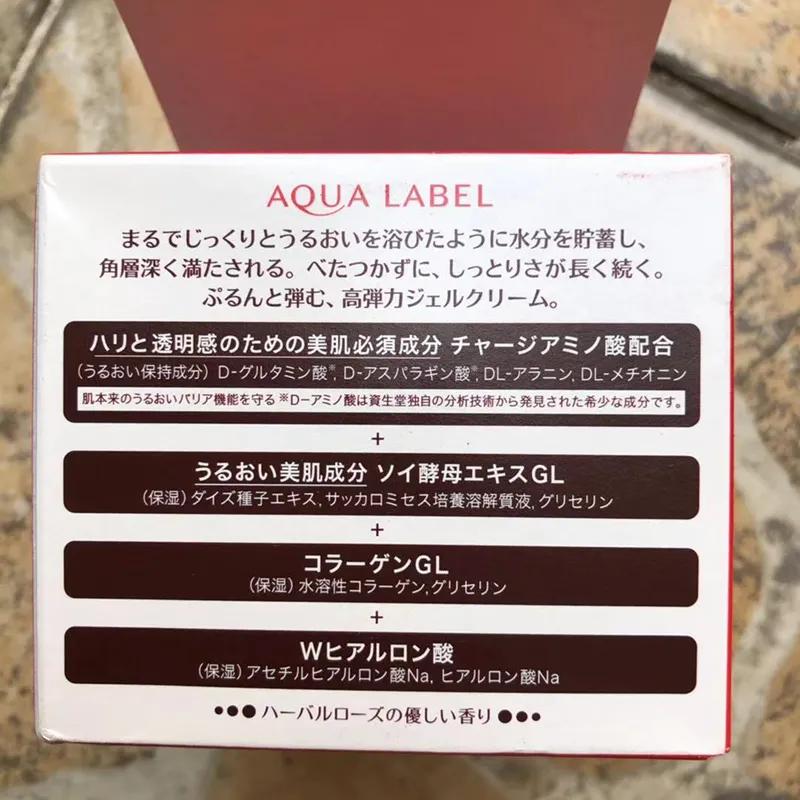 AQUA LABEL
まるでじっくりとうるおいを浴びたように水分を貯蓄し、
角層深く満たされる。べたつかずに、しっとりさが長く続く。
ぷるんと弾む、高弾力ジェルクリーム。
ハリと透明感のための美肌必須成分 チャージアミノ酸配合
(うるおい保持成分) D-グルタミン酸※, D-アスパラギン酸※, DL-アラニン, DL-メチオニン
肌本来のうるおいバリア機能を守る ※D-アミノ酸は資生堂独自の分析技術から発見された希少な成分です。
+
うるおい美肌成分 ソイ酵母エキスGL
(保湿) ダイズ種子エキス, サッカロミセス培養溶解質液, グリセリン
+
コラーゲンGL
(保湿) 水溶性コラーゲン, グリセリン
+
Wヒアルロン酸
(保湿) アセチルヒアルロン酸Na, ヒアルロン酸Na
•●● ハーバルローズの優しい香り ●●•